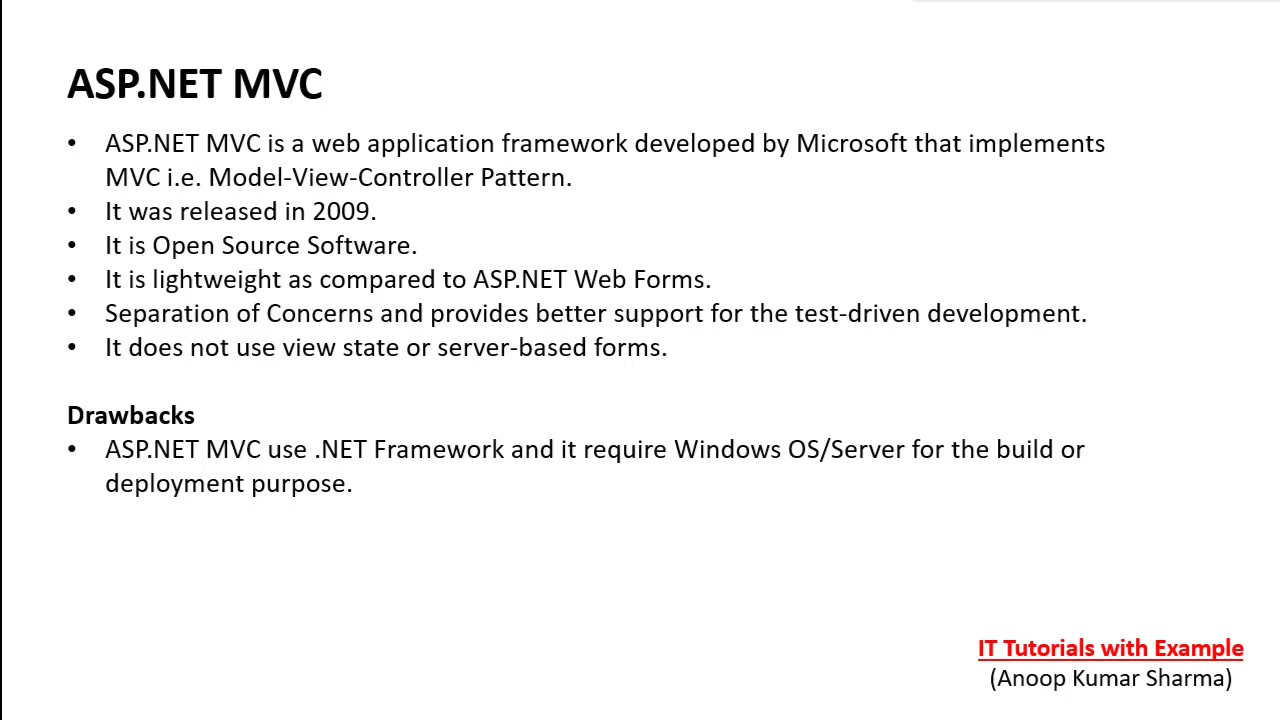 ASP.NET MVC
• ASP.NET MVC is a web application framework developed by Microsoft that implements
MVC i.e. Model-View-Controller Pattern.
• It was released in 2009.
• It is Open Source Software.
• It is lightweight as compared to ASP.NET Web Forms.
• Separation of Concerns and provides better support for the test-driven development.
• It does not use view state or server-based forms.
Drawbacks
• ASP.NET MVC use .NET Framework and it require Windows OS/Server for the build or
deployment purpose.
IT Tutorials with Example
(Anoop Kumar Sharma)